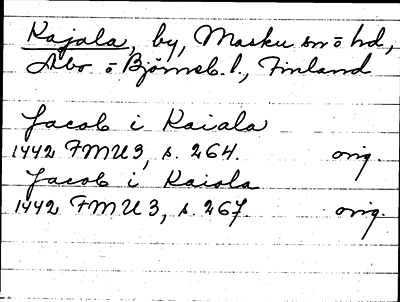 Kajala, by, Masku sn o hd,
Åbo o Björneb. l., Finland
Jacob i Kaiala
1442 FMU 3, s. 264. orig.
Jacob i Kaiala
1442 FMU 3, s. 267. orig.